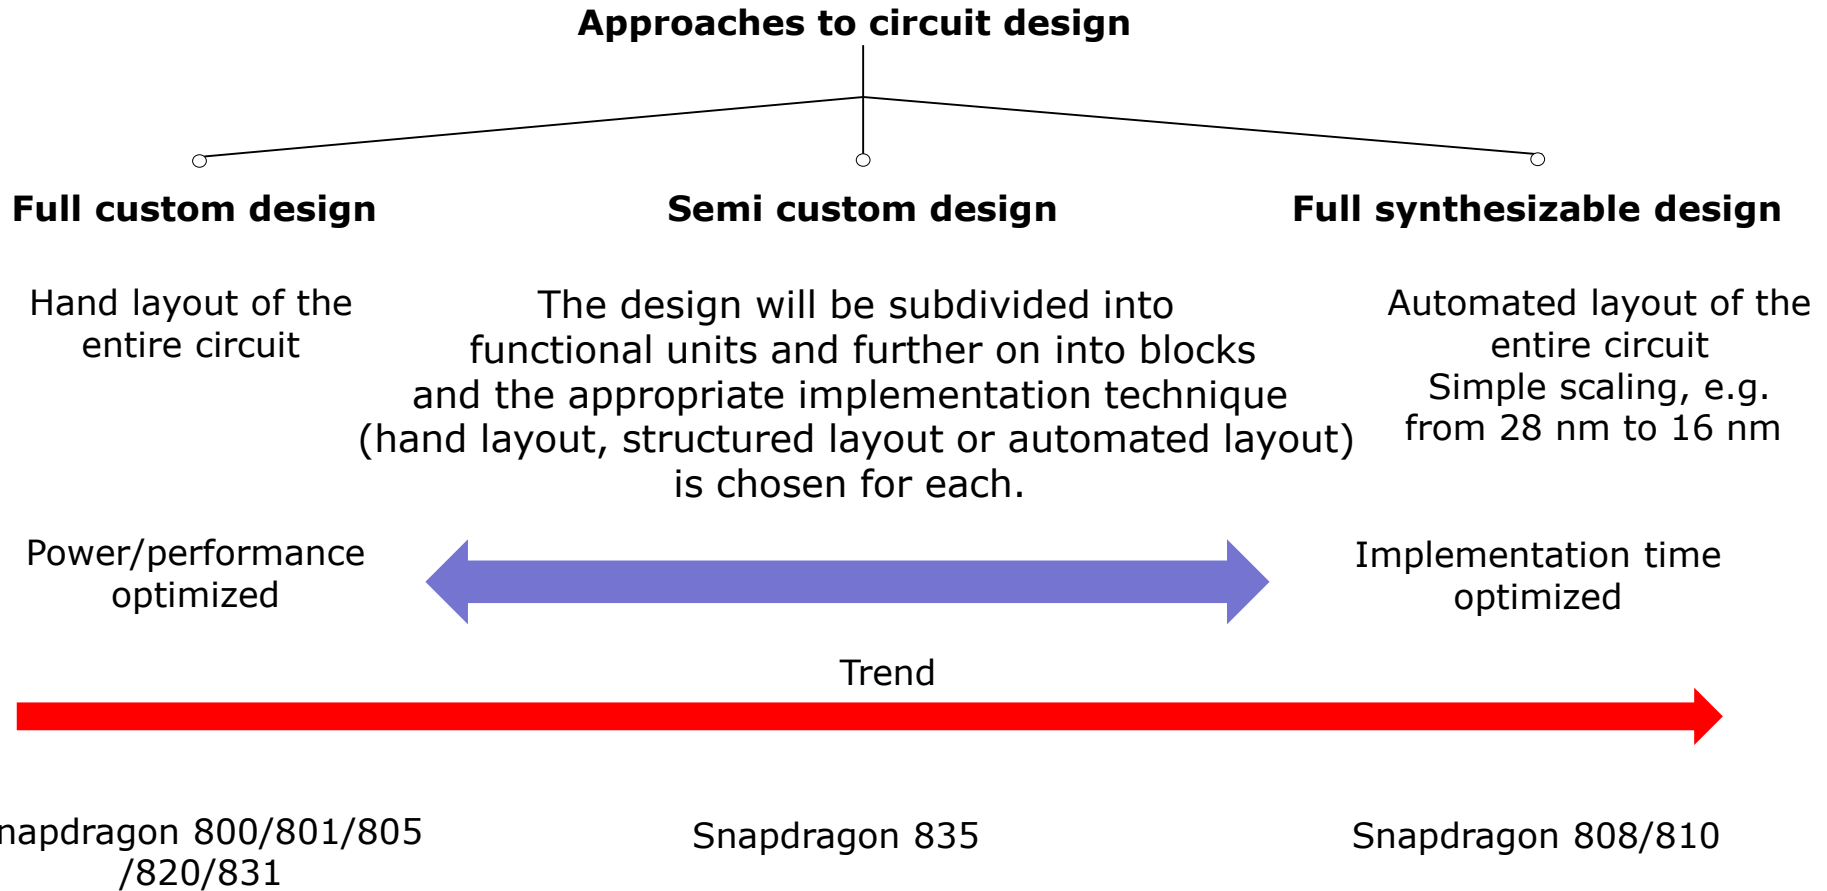 Approaches to circuit design
Full custom design
Semi custom design
Full synthesizable design
Hand layout of the
entire circuit
The design will be subdivided into
functional units and further on into blocks
and the appropriate implementation technique
(hand layout, structured layout or automated layout)
is chosen for each.
Automated layout of the
entire circuit
Simple scaling, e.g.
from 28 nm to 16 nm
Power/performance
optimized
Implementation time
optimized
Trend
napdragon 800/801/805
/820/831
Snapdragon 835
Snapdragon 808/810